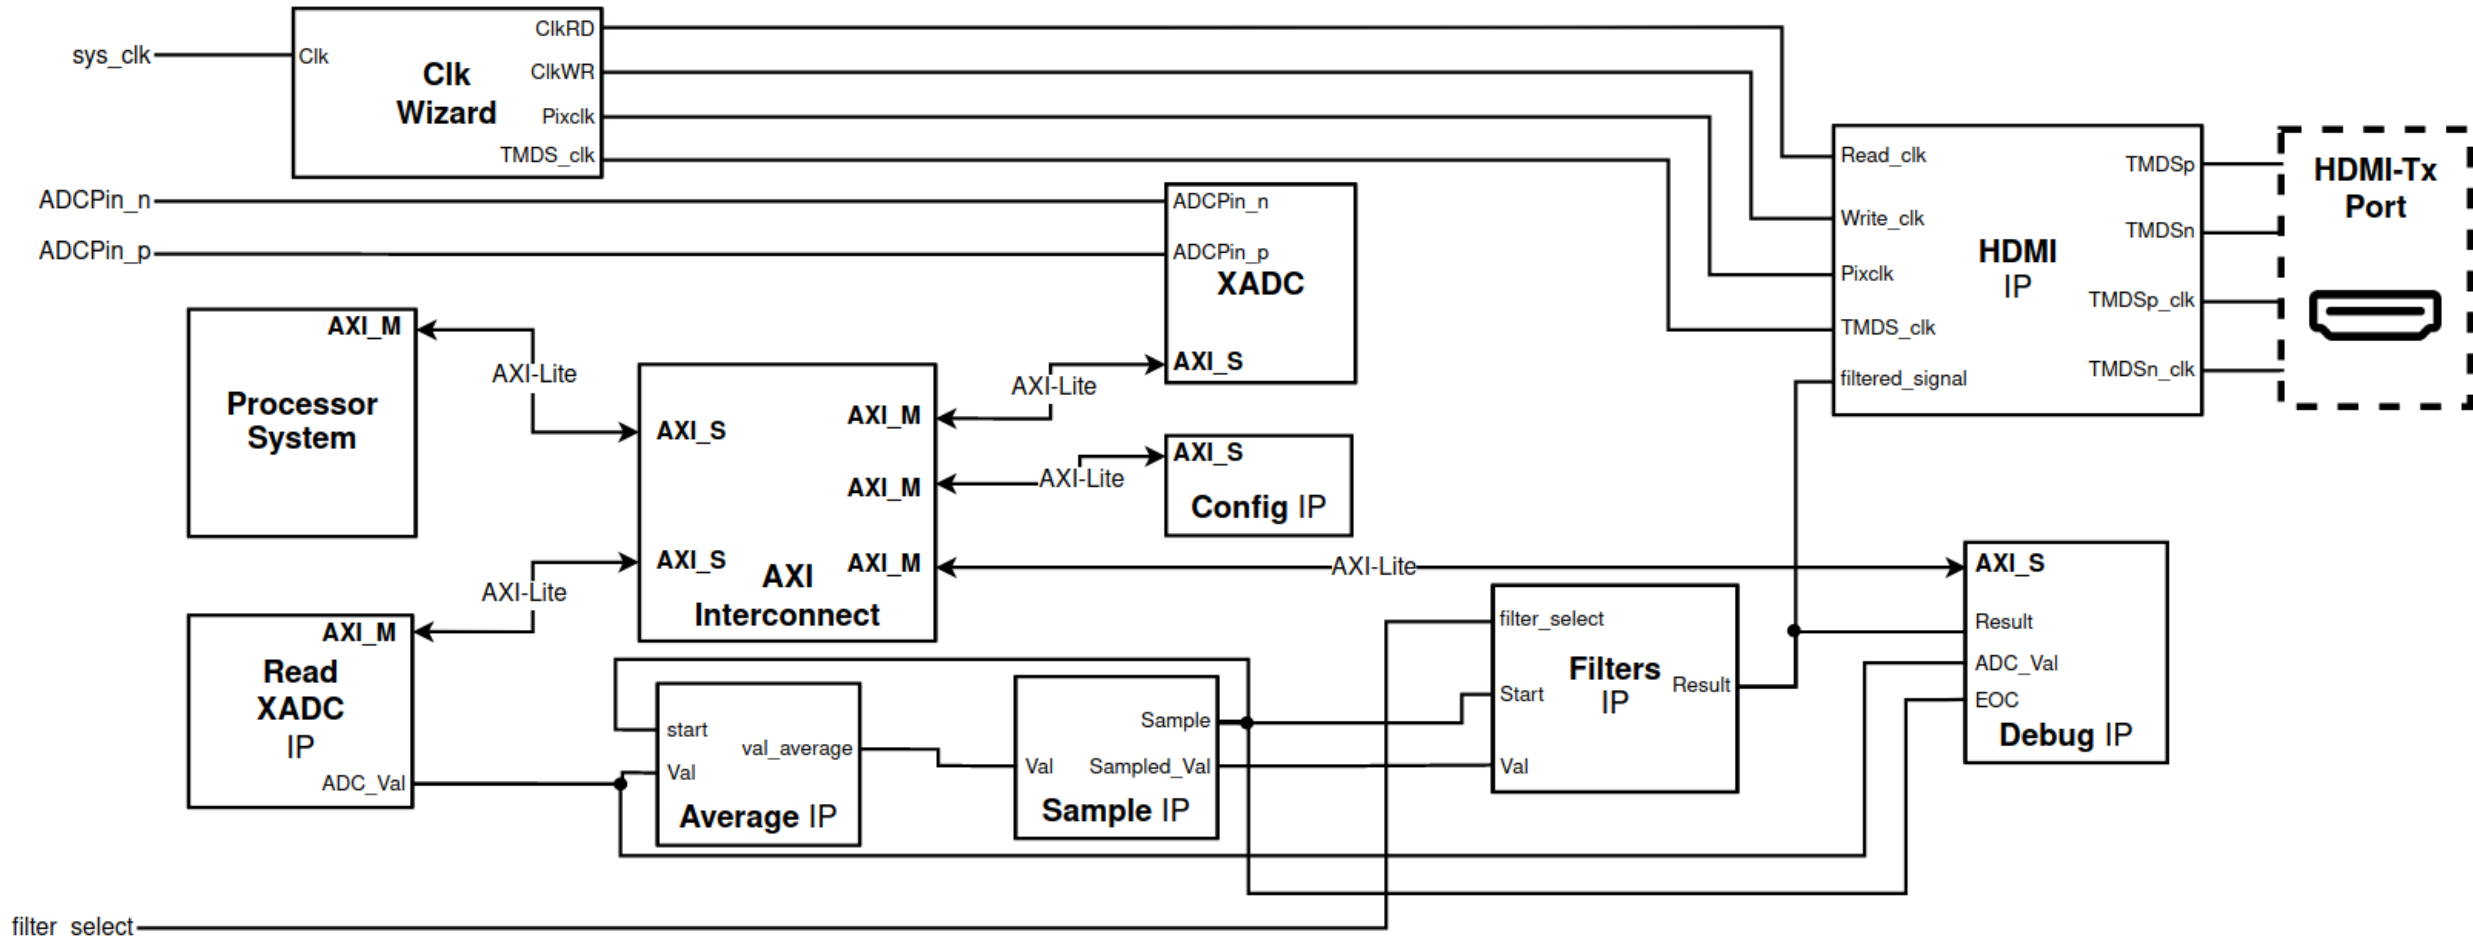 sys_clk
Clk
Clk
Wizard
ClkRD
ClkWR
Pixclk
TMDS_clk
ADCPin_n
ADCPin_p
ADCPin_n
ADCPin_p
XADC
AXI_S
Read_clk
Write_clk
Pixclk
TMDS_clk
filtered_signal
HDMI
IP
TMDSp
TMDSn
TMDSp_clk
TMDSn_clk
HDMI-Tx
Port
AXI_M
Processor
System
AXI-Lite
AXI_S
AXI_S
AXI_M
AXI_M
AXI_M
AXI
Interconnect
AXI-Lite
AXI-Lite
AXI_S
Config IP
AXI-Lite
AXI-Lite
AXI_M
Read
XADC
IP
ADC_Val
start
Val
val_average
Average IP
Val
Sample
Sampled_Val
Sample IP
filter_select
Start
Val
Filters
IP
Result
AXI_S
Result
ADC_Val
EOC
Debug IP
filter_select